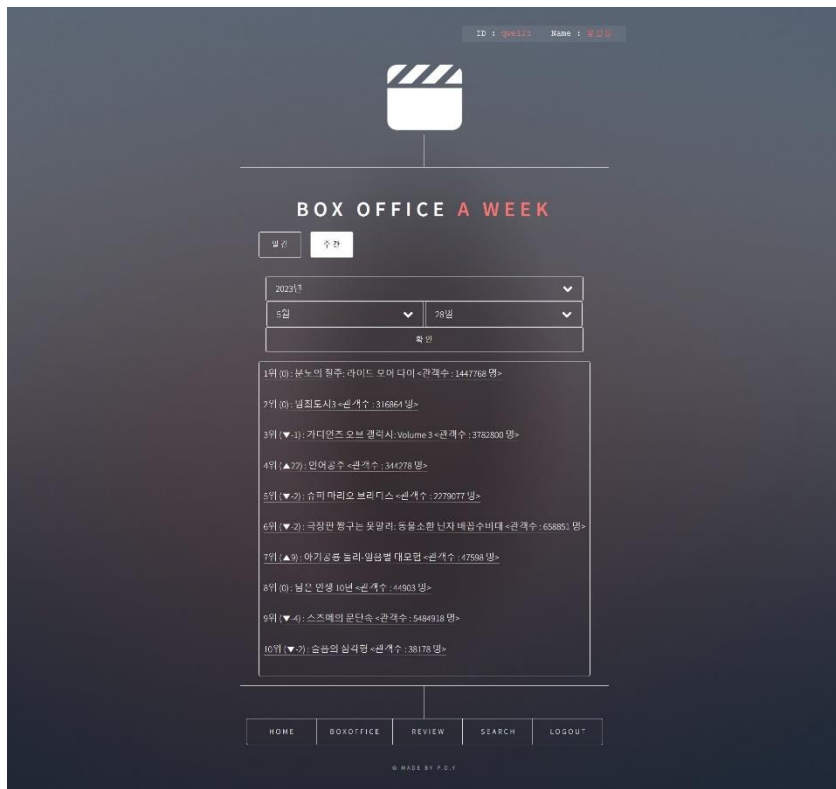 ID : qwe123 Name :
BOX OFFICE A WEEK
일간 주간
2023년
5월 28일
확인
1위 (0) : 분노의 질주: 라이드 오어 다이 <관객수 : 1447768 명>
2위 (0) : 범죄도시3 <관객수 : 316864 명>
3위 (▼-1) : 가디언즈 오브 갤럭시: Volume 3 <관객수 : 3782800 명>
4위 (▲22) : 인어공주 <관객수 : 344278 명>
5위 (▼-2) : 슈퍼 마리오 브라더스 <관객수 : 2279077 명>
6위 (▼-2) : 극장판 짱구는 못말려: 동물소환 닌자 배꼽수비대 <관객수 : 658851 명>
7위 (▲9) : 아기공룡 둘리-얼음별 대모험 <관객수 : 47598 명>
8위 (0) : 남은 인생 10년 <관객수 : 44903 명>
9위 (▼-4) : 스즈메의 문단속 <관객수 : 5484918 명>
10위 (▼-2) : 슬픔의 삼각형 <관객수 : 38178 명>
HOME BOXOFFICE REVIEW SEARCH LOGOUT
© MADE BY P.D.Y